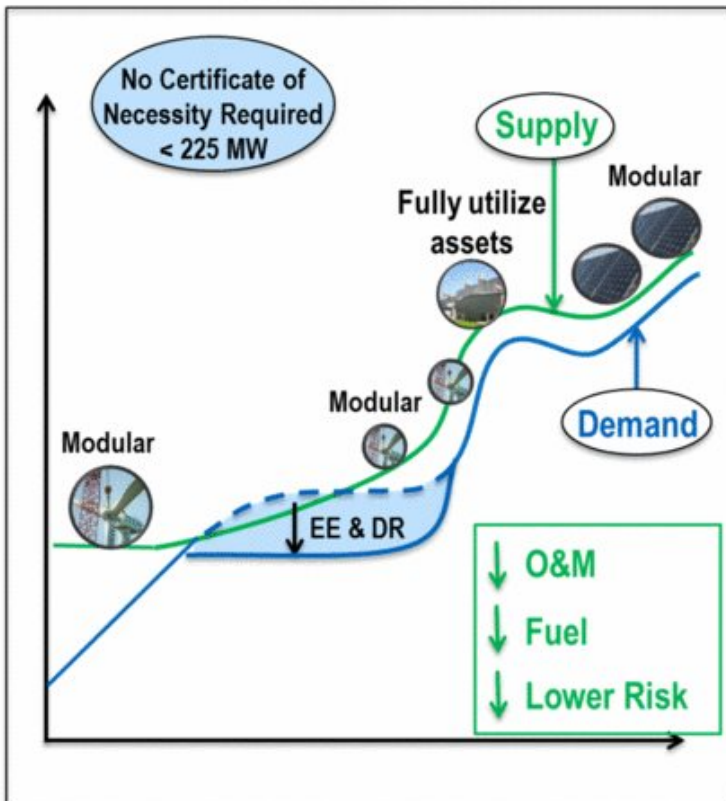 No Certificate of
Necessity Required
< 225 MW
Supply
Modular
Fully utilize
assets
Modular
Modular
Demand
EE & DR
O&M
Fuel
Lower Risk